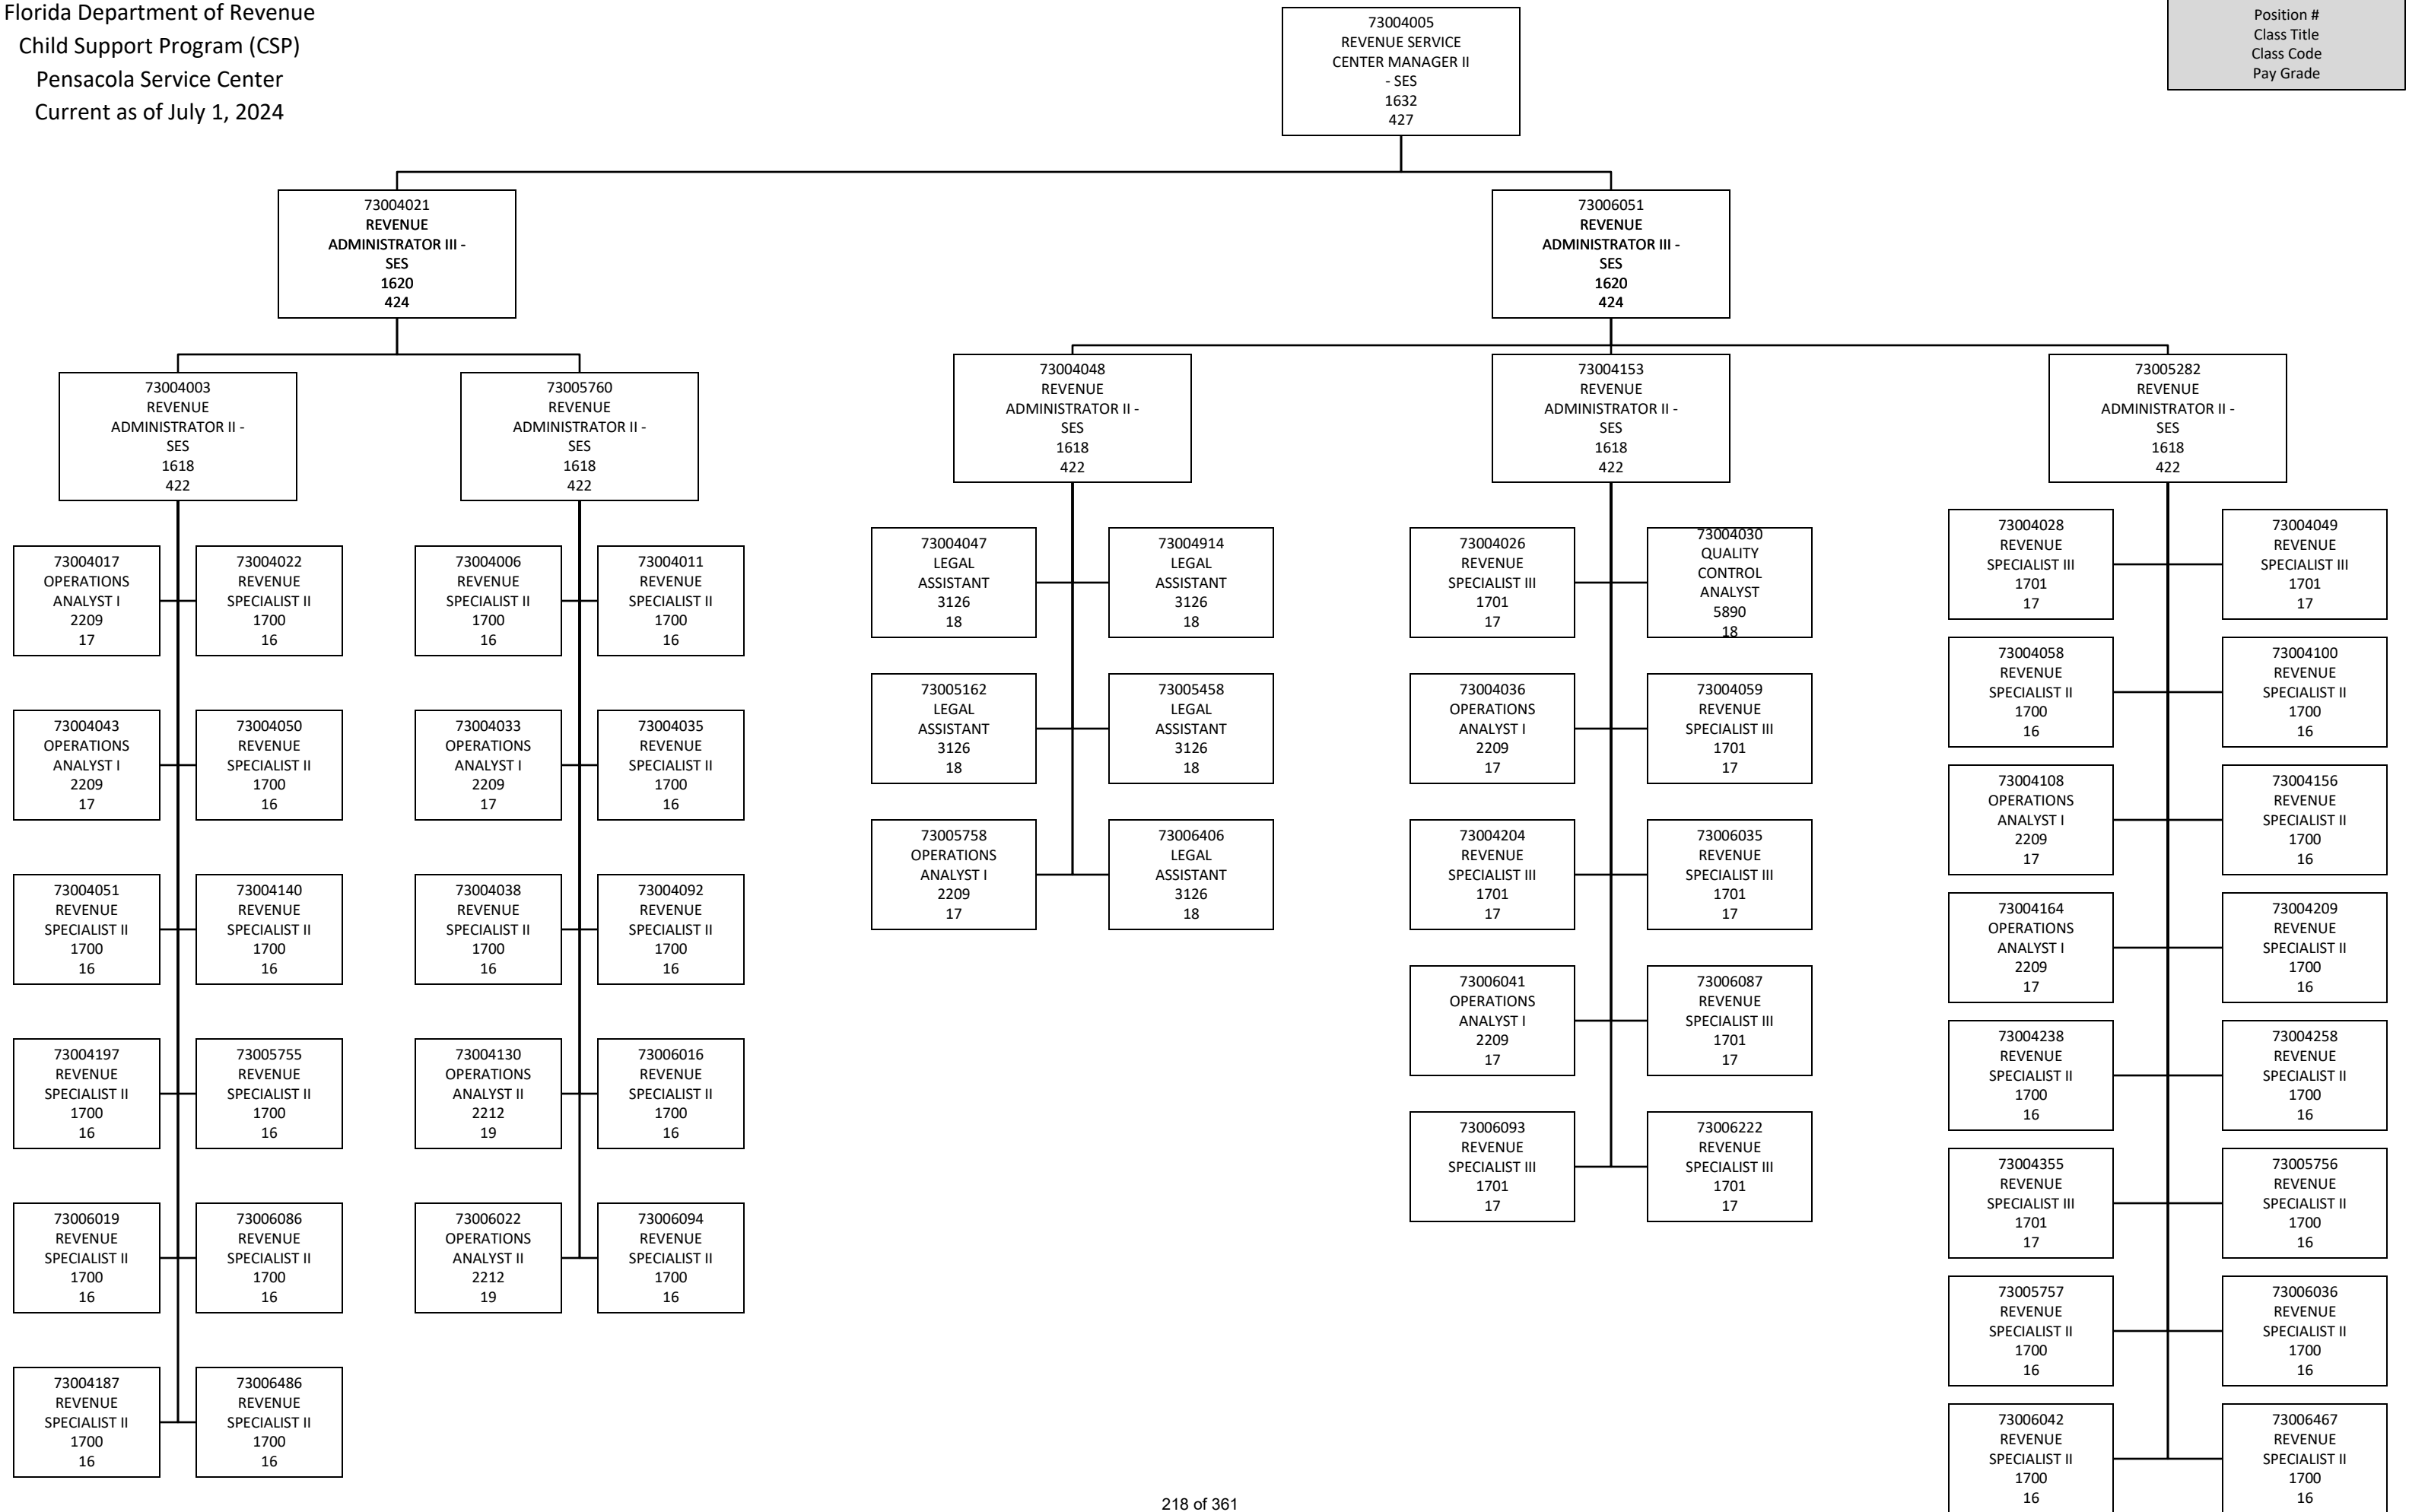 Florida Department of Revenue
Child Support Program (CSP)
Pensacola Service Center
Current as of July 1, 2024
73004005
REVENUE SERVICE
CENTER MANAGER II
- SES
1632
427
Position #
Class Title
Class Code
Pay Grade
73004021
REVENUE
ADMINISTRATOR III -
SES
1620
424
73006051
REVENUE
ADMINISTRATOR III -
SES
1620
424
73004003
REVENUE
ADMINISTRATOR II -
SES
1618
422
73005760
REVENUE
ADMINISTRATOR II -
SES
1618
422
73004048
REVENUE
ADMINISTRATOR II -
SES
1618
422
73004153
REVENUE
ADMINISTRATOR II -
SES
1618
422
73005282
REVENUE
ADMINISTRATOR II -
SES
1618
422
73004017
OPERATIONS
ANALYST I
2209
17
73004022
REVENUE
SPECIALIST II
1700
16
73004043
OPERATIONS
ANALYST I
2209
17
73004050
REVENUE
SPECIALIST II
1700
16
73004051
REVENUE
SPECIALIST II
1700
16
73004140
REVENUE
SPECIALIST II
1700
16
73004197
REVENUE
SPECIALIST II
1700
16
73005755
REVENUE
SPECIALIST II
1700
16
73006019
REVENUE
SPECIALIST II
1700
16
73006086
REVENUE
SPECIALIST II
1700
16
73004187
REVENUE
SPECIALIST II
1700
16
73006486
REVENUE
SPECIALIST II
1700
16
73004006
REVENUE
SPECIALIST II
1700
16
73004011
REVENUE
SPECIALIST II
1700
16
73004033
OPERATIONS
ANALYST I
2209
17
73004035
REVENUE
SPECIALIST II
1700
16
73004038
REVENUE
SPECIALIST II
1700
16
73004092
REVENUE
SPECIALIST II
1700
16
73004130
OPERATIONS
ANALYST II
2212
19
73006016
REVENUE
SPECIALIST II
1700
16
73006022
OPERATIONS
ANALYST II
2212
19
73006094
REVENUE
SPECIALIST II
1700
16
73004047
LEGAL
ASSISTANT
3126
18
73004914
LEGAL
ASSISTANT
3126
18
73005162
LEGAL
ASSISTANT
3126
18
73005458
LEGAL
ASSISTANT
3126
18
73005758
OPERATIONS
ANALYST I
2209
17
73006406
LEGAL
ASSISTANT
3126
18
73004026
REVENUE
SPECIALIST III
1701
17
73004030
QUALITY
CONTROL
ANALYST
5890
18
73004036
OPERATIONS
ANALYST I
2209
17
73004059
REVENUE
SPECIALIST III
1701
17
73004204
REVENUE
SPECIALIST III
1701
17
73006035
REVENUE
SPECIALIST III
1701
17
73006041
OPERATIONS
ANALYST I
2209
17
73006087
REVENUE
SPECIALIST III
1701
17
73006093
REVENUE
SPECIALIST III
1701
17
73006222
REVENUE
SPECIALIST III
1701
17
73004028
REVENUE
SPECIALIST III
1701
17
73004049
REVENUE
SPECIALIST III
1701
17
73004058
REVENUE
SPECIALIST II
1700
16
73004100
REVENUE
SPECIALIST II
1700
16
73004108
OPERATIONS
ANALYST I
2209
17
73004156
REVENUE
SPECIALIST II
1700
16
73004164
OPERATIONS
ANALYST I
2209
17
73004209
REVENUE
SPECIALIST II
1700
16
73004238
REVENUE
SPECIALIST II
1700
16
73004258
REVENUE
SPECIALIST II
1700
16
73004355
REVENUE
SPECIALIST III
1701
17
73005756
REVENUE
SPECIALIST II
1700
16
73005757
REVENUE
SPECIALIST II
1700
16
73006036
REVENUE
SPECIALIST II
1700
16
73006042
REVENUE
SPECIALIST II
1700
16
73006467
REVENUE
SPECIALIST II
1700
16
218 of 361